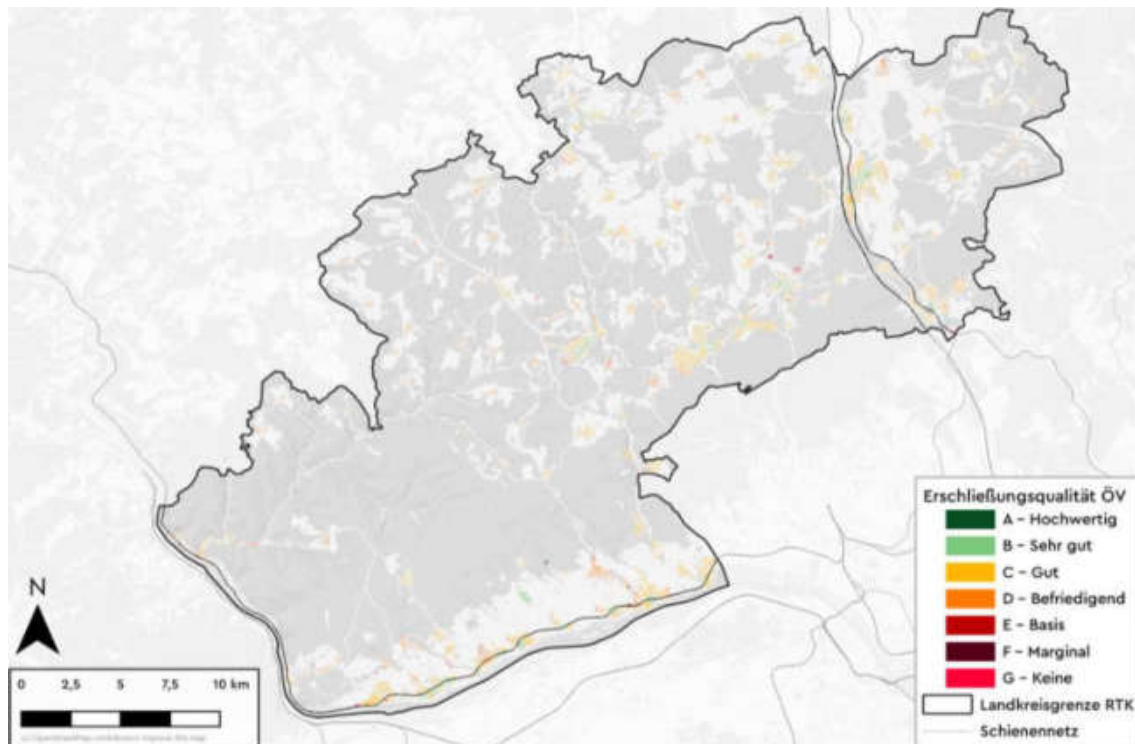 Erschließungsqualität ÖV
A – Hochwertig
B – Sehr gut
C – Gut
D – Befriedigend
E – Basis
F – Marginal
G – Keine
Landkreisgrenze RTK
Schienennetz
N
0 2,5 5 7,5 10 km